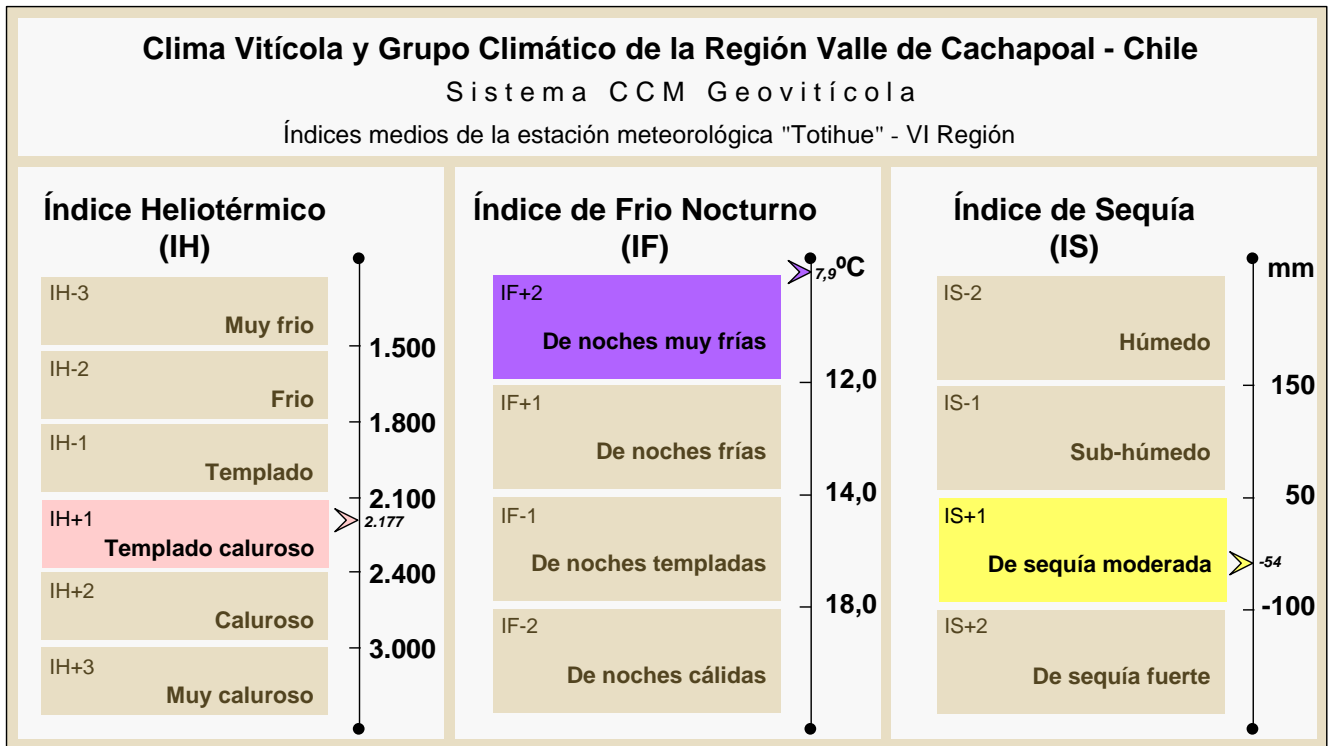 Clima Vitícola y Grupo Climático de la Región Valle de Cachapoal - Chile
Sistema CCM Geovitícola
Índices medios de la estación meteorológica "Totihue" - VI Región
Índice Heliotérmico
(IH)
IH-3
Muy frio
1.500
IH-2
Frio
1.800
IH-1
Templado
2.100
IH+1
2.177
Templado caluroso
2.400
IH+2
Caluroso
3.000
IH+3
Muy caluroso
Índice de Frio Nocturno
(IF)
7,9ºC
IF+2
De noches muy frías
12,0
IF+1
De noches frías
14,0
IF-1
De noches templadas
18,0
IF-2
De noches cálidas
Índice de Sequía
(IS)
mm
IS-2
Húmedo
150
IS-1
Sub-húmedo
50
IS+1
De sequía moderada
-54
-100
IS+2
De sequía fuerte